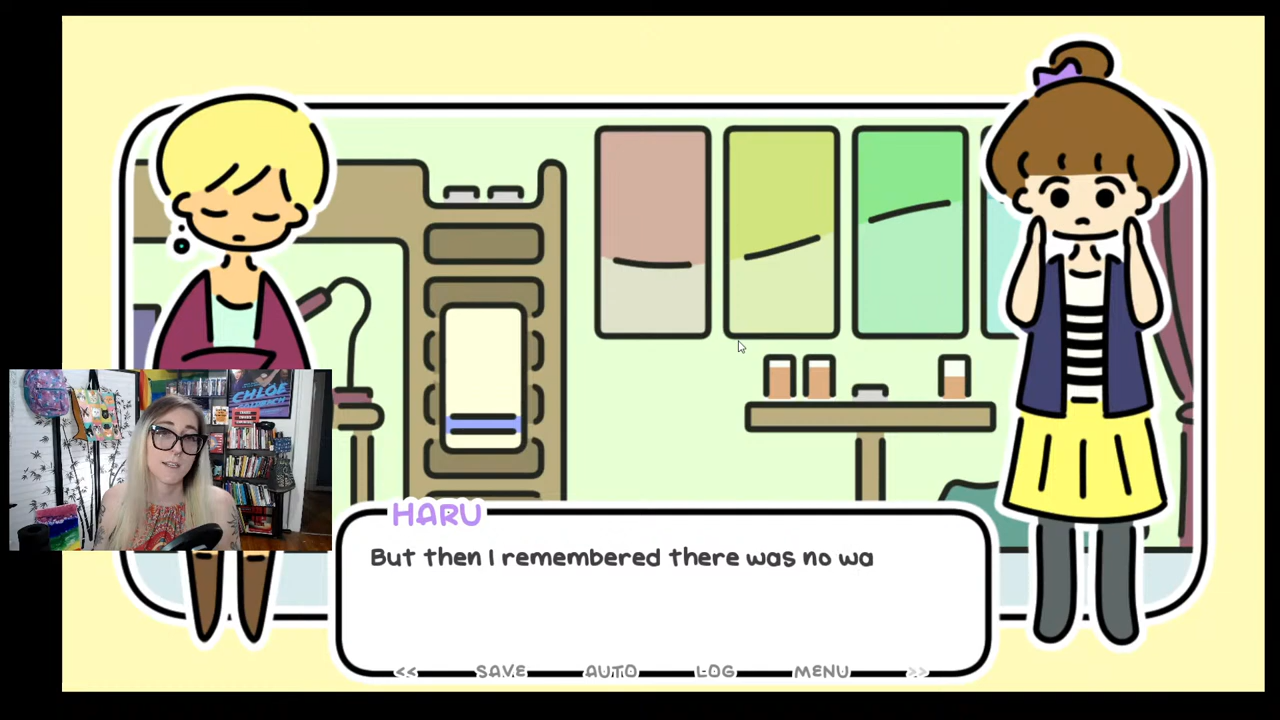 CHLOE
HARU
But then I remembered there was no wa
<< SAVE AUTO LOG MENU >>